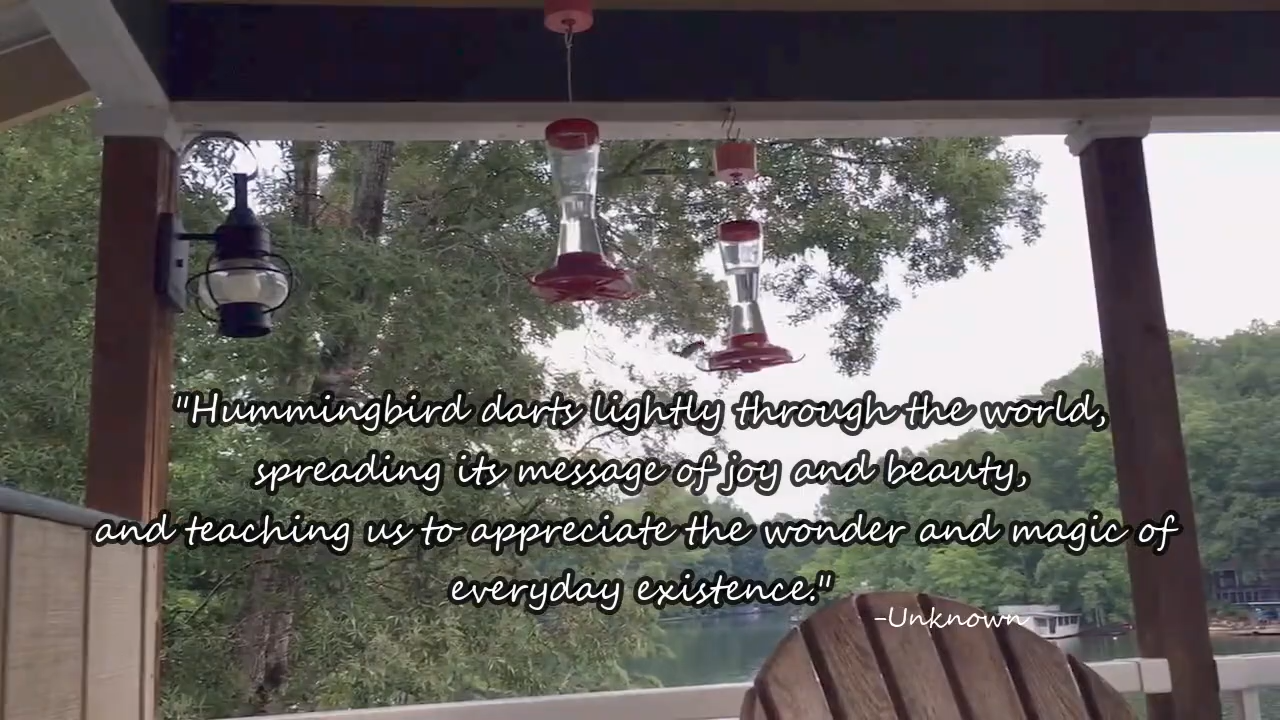 "Hummingbird darts lightly through the world,
spreading its message of joy and beauty,
and teaching us to appreciate the wonder and magic of
everyday existence."
-Unknown